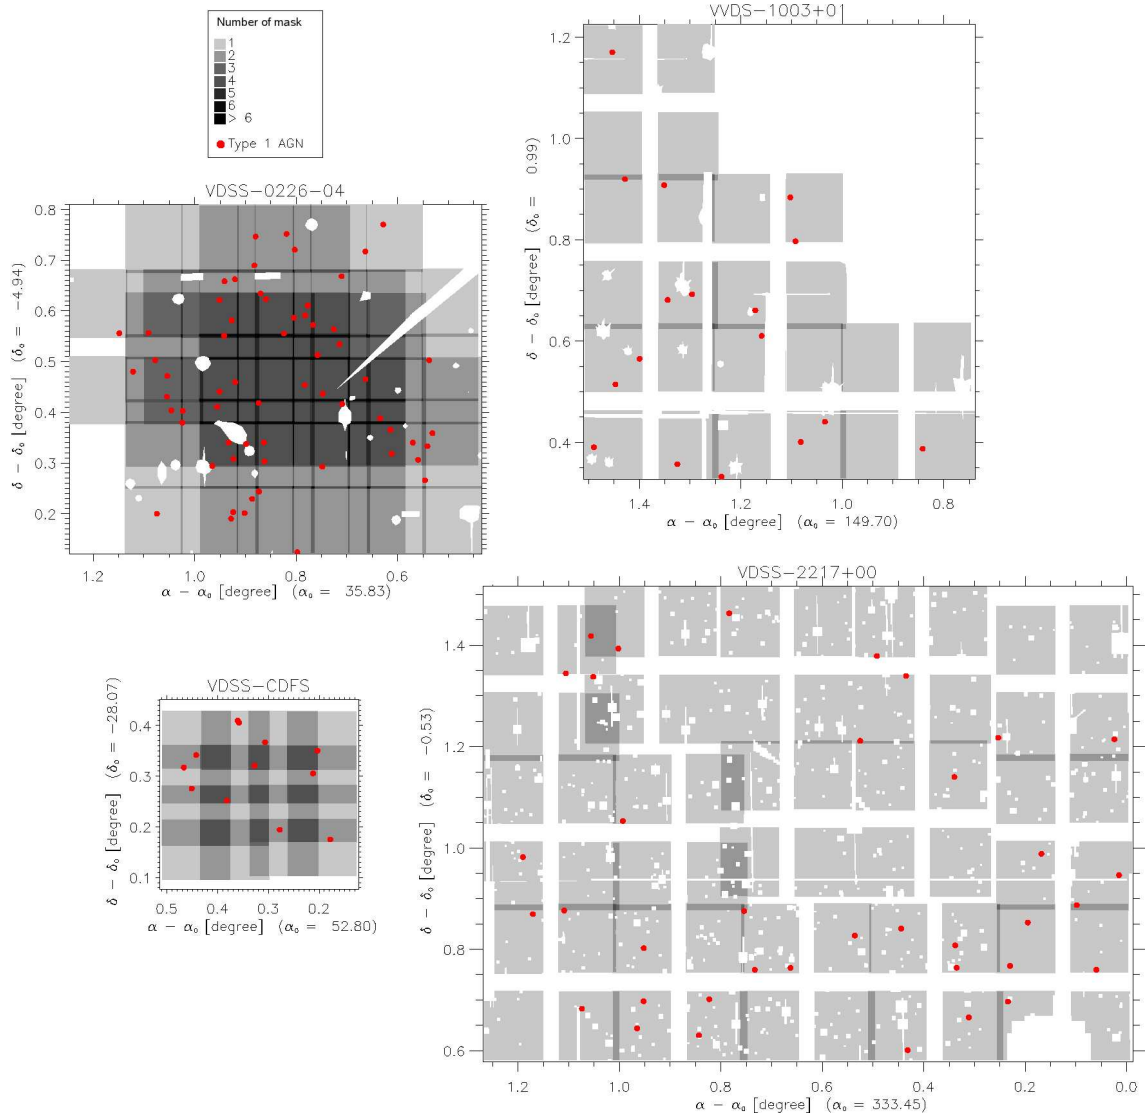 Number of mask
1
2
3
4
5
6
> 6
Type 1 AGN
VVDS-1003+01
1.2
1.0
0.8
0.6
0.4
δ - δ₀ [degree] (δ₀ = 0.99)
1.4 1.2 1.0 0.8
α - α₀ [degree] (α₀ = 149.70)
VDSS-0226-04
0.8
0.7
0.6
0.5
0.4
0.3
0.2
δ - δ₀ [degree] (δ₀ = -4.94)
1.2 1.0 0.8 0.6
α - α₀ [degree] (α₀ = 35.83)
VDSS-2217+00
1.4
1.2
1.0
0.8
0.6
δ - δ₀ [degree] (δ₀ = -0.53)
1.2 1.0 0.8 0.6 0.4 0.2 0.0
α - α₀ [degree] (α₀ = 333.45)
VDSS-CDFS
0.4
0.3
0.2
0.1
δ - δ₀ [degree] (δ₀ = -28.07)
0.5 0.4 0.3 0.2
α - α₀ [degree] (α₀ = 52.80)